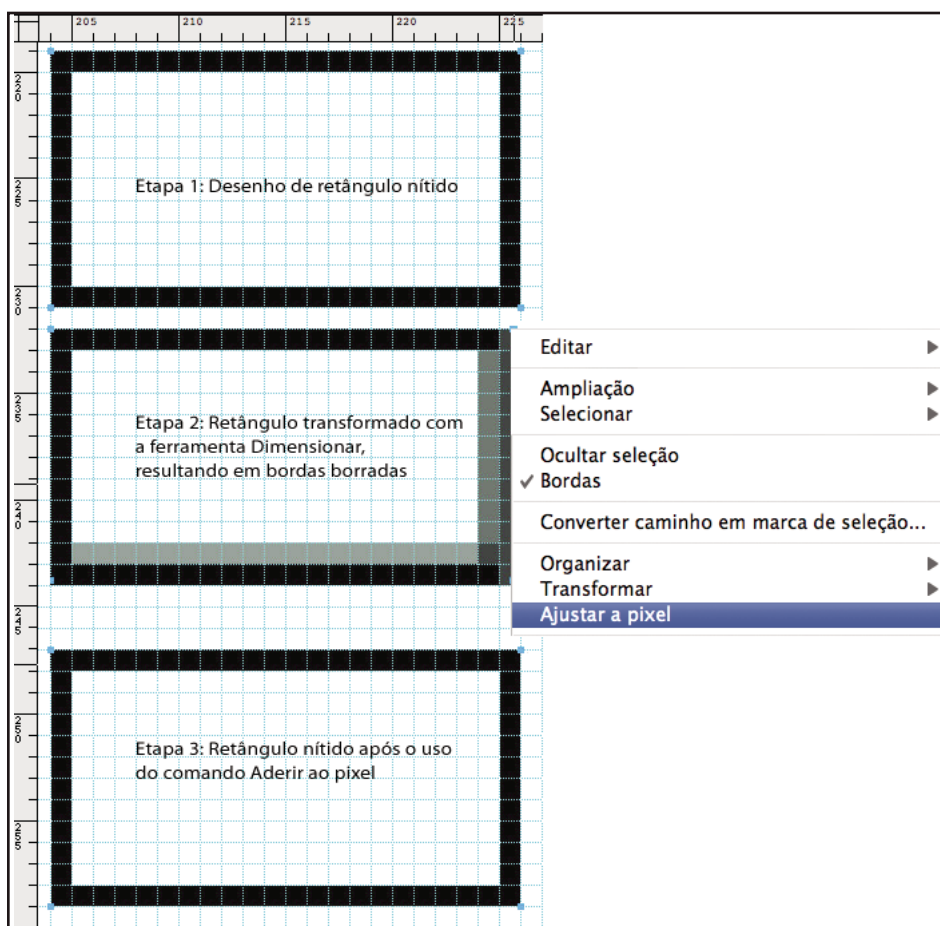 205 210 215 220 225
220
Etapa 1: Desenho de retângulo nítido
225
230
Editar
Ampliação
Selecionar
235
Etapa 2: Retângulo transformado com
a ferramenta Dimensionar,
resultando em bordas borradas
Ocultar seleção
Bordas
240
Converter caminho em marca de seleção...
Organizar
Transformar
Ajustar a pixel
245
250
Etapa 3: Retângulo nítido após o uso
do comando Aderir ao pixel
255